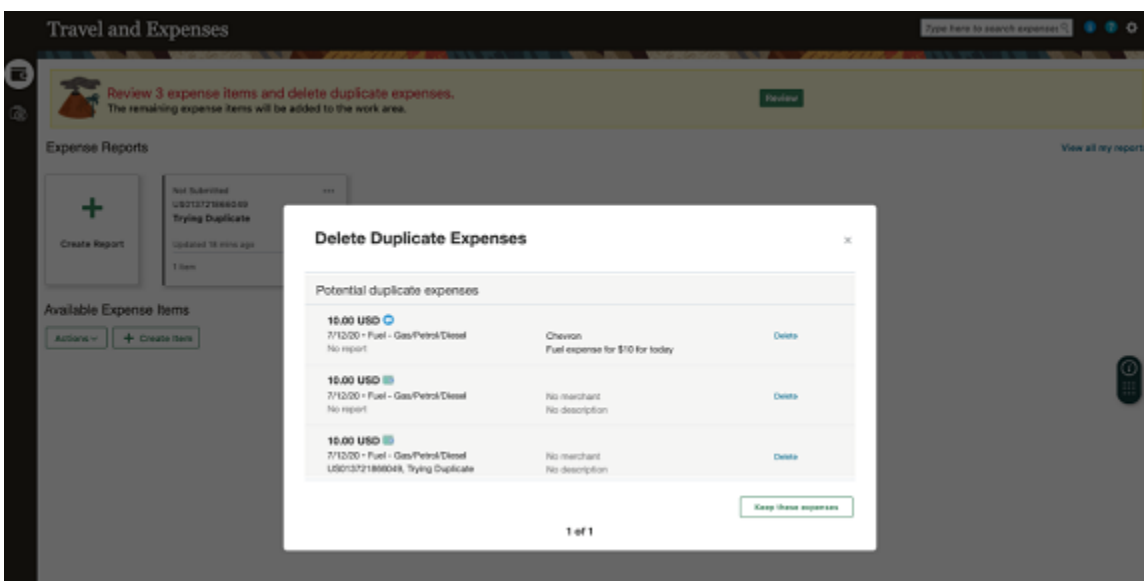 Travel and Expenses
Type here to search expenses
Review 3 expense items and delete duplicate expenses.
Review
The remaining expense items will be added to the work area.
Expense Reports
View all my report
Not Submitted
Trying Duplicate
Create Report
Updated 18 mins ago
1 item
Available Expense Items
Actions
Create Item
Delete Duplicate Expenses
Potential duplicate expenses
10.00 USD
7/12/20 • Fuel - Gas/Petrol/Diesel
No report
Chevron
Fuel expense for $10 for today
Delete
10.00 USD
7/12/20 • Fuel - Gas/Petrol/Diesel
No report
No merchant
No description
Delete
10.00 USD
7/12/20 • Fuel - Gas/Petrol/Diesel
Trying Duplicate
No merchant
No description
Delete
Keep these expenses
1 of 1